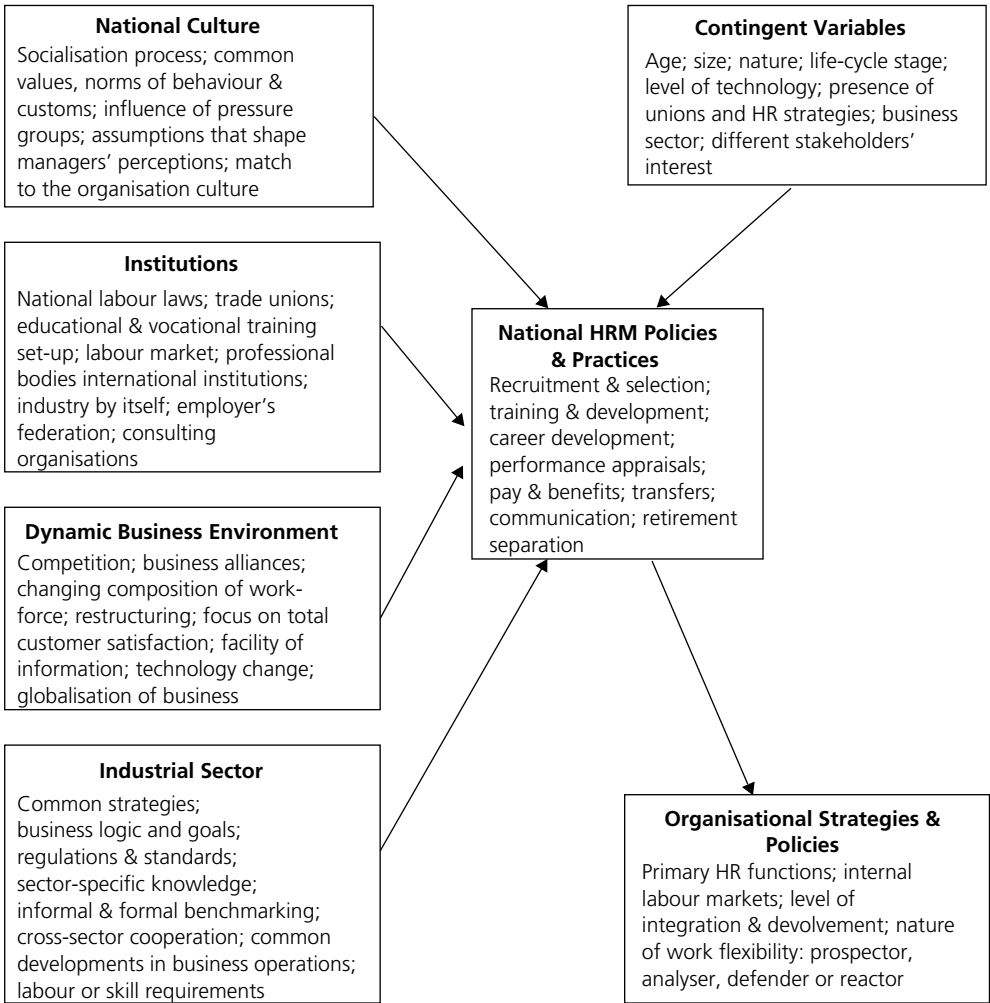 National Culture
Socialisation process; common
values, norms of behaviour &
customs; influence of pressure
groups; assumptions that shape
managers' perceptions; match
to the organisation culture
Contingent Variables
Age; size; nature; life-cycle stage;
level of technology; presence of
unions and HR strategies; business
sector; different stakeholders'
interest
Institutions
National labour laws; trade unions;
educational & vocational training
set-up; labour market; professional
bodies international institutions;
industry by itself; employer's
federation; consulting
organisations
National HRM Policies
& Practices
Recruitment & selection;
training & development;
career development;
performance appraisals;
pay & benefits; transfers;
communication; retirement
separation
Dynamic Business Environment
Competition; business alliances;
changing composition of work-
force; restructuring; focus on total
customer satisfaction; facility of
information; technology change;
globalisation of business
Industrial Sector
Common strategies;
business logic and goals;
regulations & standards;
sector-specific knowledge;
informal & formal benchmarking;
cross-sector cooperation; common
developments in business operations;
labour or skill requirements
Organisational Strategies &
Policies
Primary HR functions; internal
labour markets; level of
integration & devolvement; nature
of work flexibility: prospector,
analyser, defender or reactor